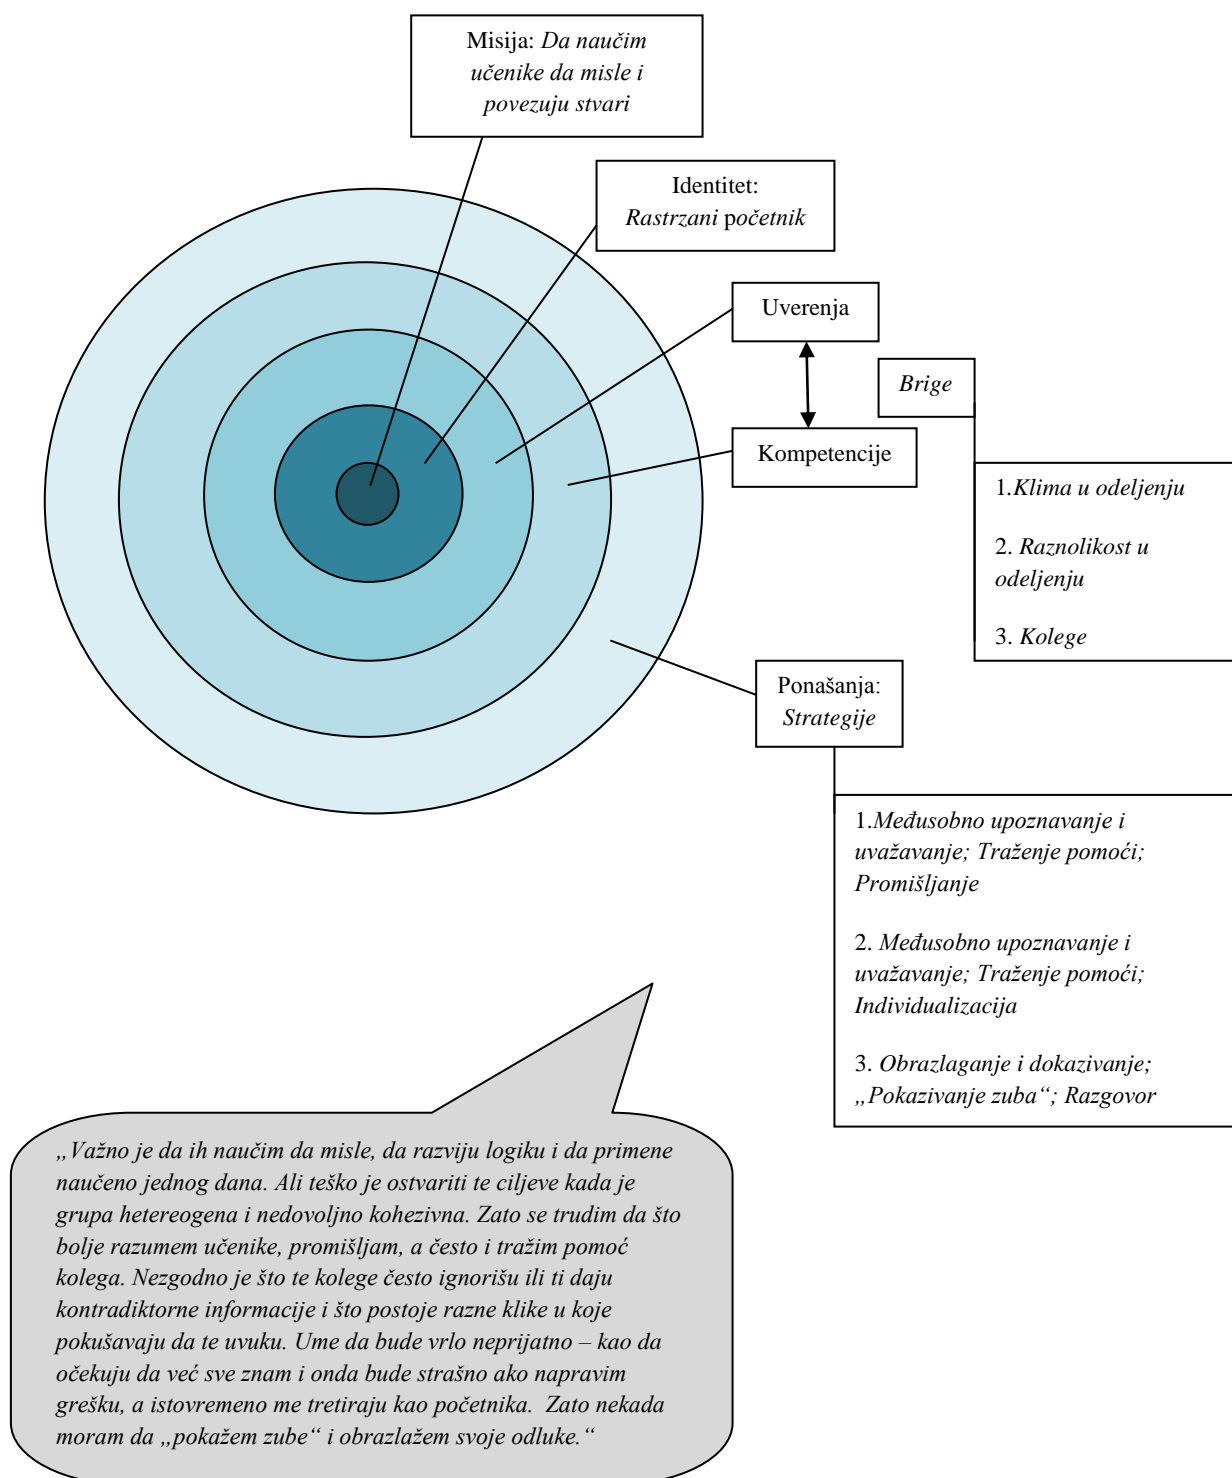 Misija: Da naučim
učenike da misle i
povezuju stvari
Identitet:
Rastrzani početnik
Uverenja
Brige
Kompetencije
1.Klima u odeljenju
2. Raznolikost u
odeljenju
3. Kolege
Ponašanja:
Strategije
1.Međusobno upoznavanje i
uvažavanje; Traženje pomoći;
Promišljanje
2. Međusobno upoznavanje i
uvažavanje; Traženje pomoći;
Individualizacija
3. Obrazlaganje i dokazivanje;
„Pokazivanje zuba“; Razgovor
„Važno je da ih naučim da misle, da razviju logiku i da primene
naučeno jednog dana. Ali teško je ostvariti te ciljeve kada je
grupa hetereogena i nedovoljno kohezivna. Zato se trudim da što
bolje razumem učenike, promišljam, a često i tražim pomoć
kolega. Nezgodno je što te kolege često ignorišu ili ti daju
kontradiktorne informacije i što postoje razne klike u koje
pokušavaju da te uvuku. Ume da bude vrlo neprijatno – kao da
očekuju da već sve znam i onda bude strašno ako napravim
grešku, a istovremeno me tretiraju kao početnika.  Zato nekada
moram da „pokažem zube“ i obrazlažem svoje odluke.“